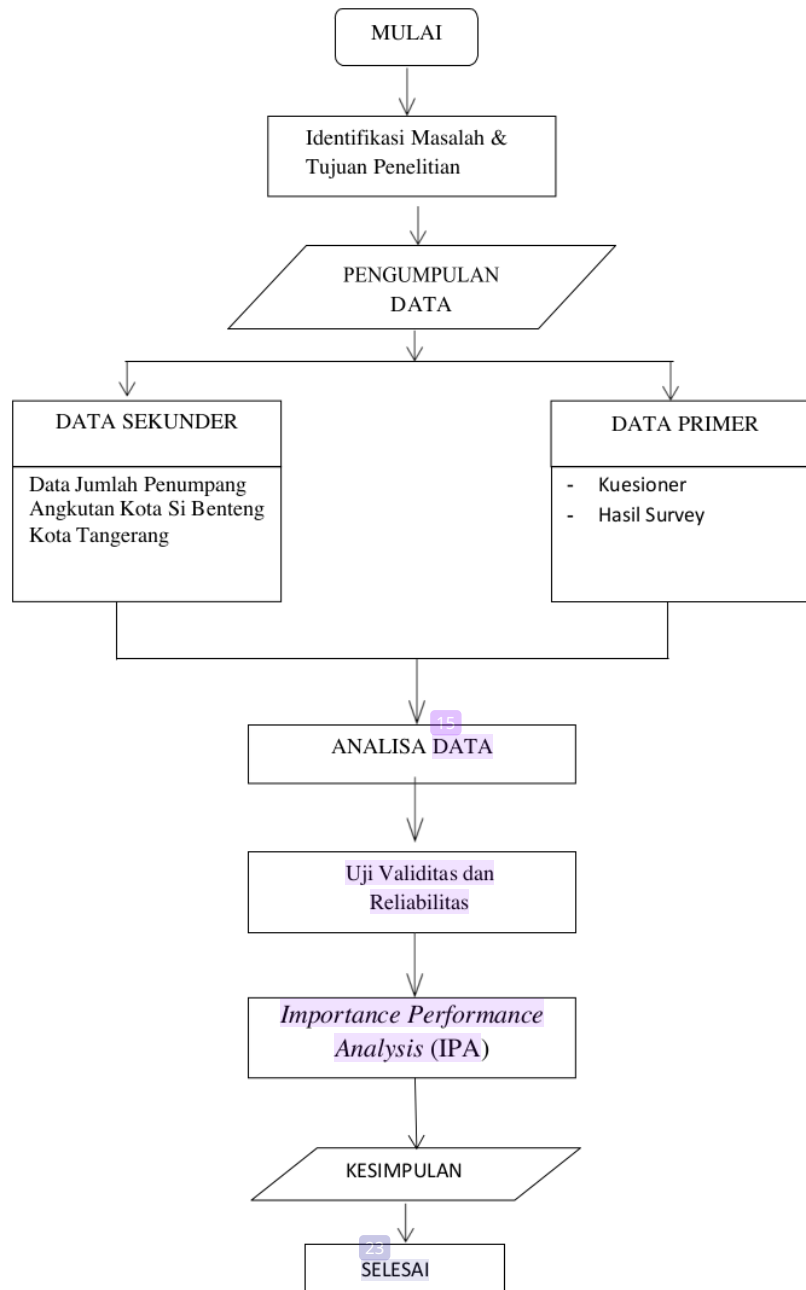 MULAI
Identifikasi Masalah &
Tujuan Penelitian
PENGUMPULAN
DATA
DATA SEKUNDER
Data Jumlah Penumpang
Angkutan Kota Si Benteng
Kota Tangerang
DATA PRIMER
- Kuesioner
- Hasil Survey
15
ANALISA DATA
Uji Validitas dan
Reliabilitas
Importance Performance
Analysis (IPA)
KESIMPULAN
23
SELESAI